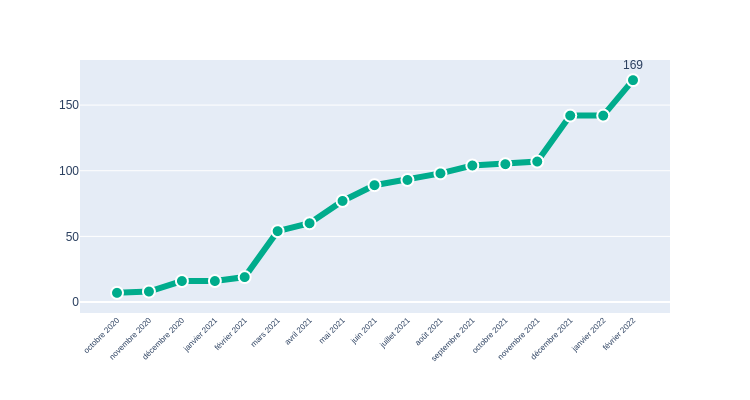 169
150
100
50
0
octobre 2020
novembre 2020
décembre 2020
janvier 2021
février 2021
mars 2021
avril 2021
mai 2021
juin 2021
juillet 2021
août 2021
septembre 2021
octobre 2021
novembre 2021
décembre 2021
janvier 2022
février 2022